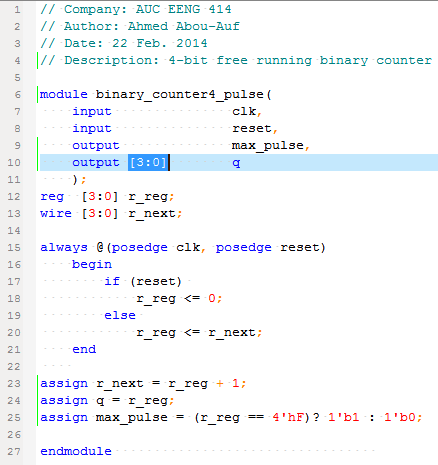 1 // Company: AUC EENG 414
2 // Author: Ahmed Abou-Auf
3 // Date: 22 Feb. 2014
4 // Description: 4-bit free running binary counter
5
6 module binary_counter4_pulse(
7     input               clk,
8     input               reset,
9     output              max_pulse,
10     output [3:0]        q
11     );
12 reg  [3:0] r_reg;
13 wire [3:0] r_next;
14
15 always @(posedge clk, posedge reset)
16     begin
17         if (reset)
18             r_reg <= 0;
19         else
20             r_reg <= r_next;
21     end
22
23 assign r_next = r_reg + 1;
24 assign q = r_reg;
25 assign max_pulse = (r_reg == 4'hF)? 1'b1 : 1'b0;
26
27 endmodule